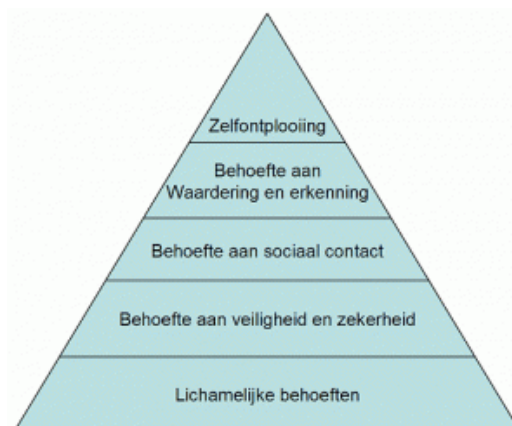 Zelfontplooiing
Behoefte aan
Waardering en erkenning
Behoefte aan sociaal contact
Behoefte aan veiligheid en zekerheid
Lichamelijke behoeften